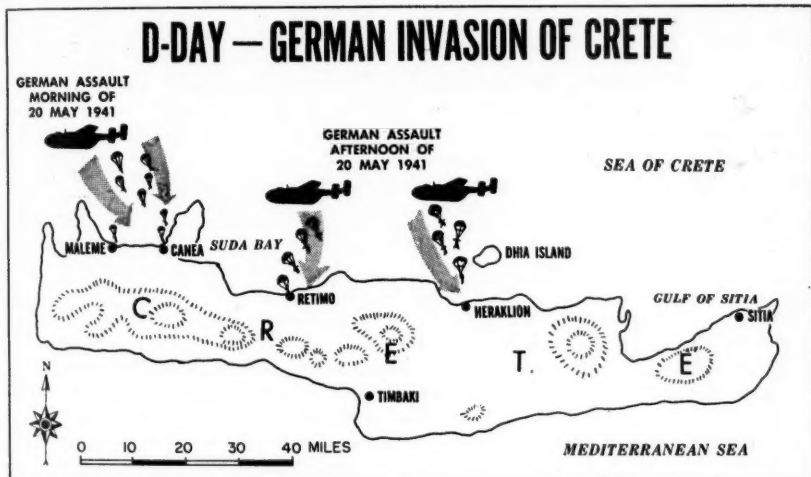 D-DAY — GERMAN INVASION OF CRETE
GERMAN ASSAULT
MORNING OF
20 MAY 1941
GERMAN ASSAULT
AFTERNOON OF
20 MAY 1941
SEA OF CRETE
MALEME
CANEA
SUDA BAY
DHIA ISLAND
RETIMO
HERAKLION
GULF OF SITIA
SITIA
C R E T. E
TIMBAKI
N
0 10 20 30 40 MILES
MEDITERRANEAN SEA